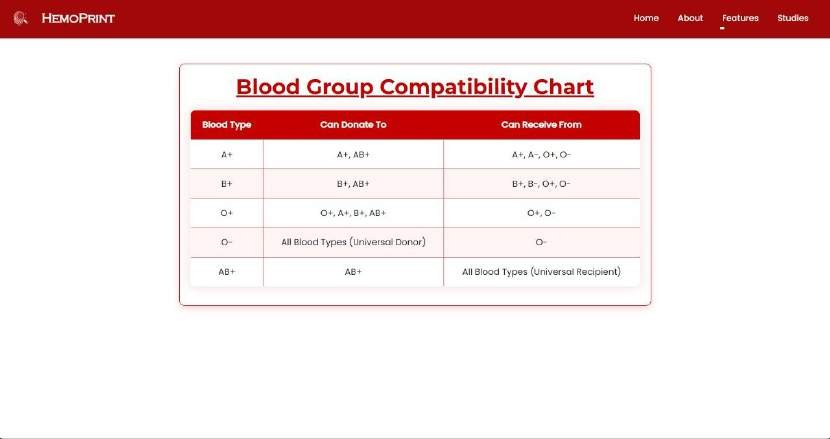 HemoPrint
Home About Features Studies
Blood Group Compatibility Chart
Blood Type Can Donate To Can Receive From
A+ A+, AB+ A+, A-, O+, O-
B+ B+, AB+ B+, B-, O+, O-
O+ O+, A+, B+, AB+ O+, O-
O- All Blood Types (Universal Donor) O-
AB+ AB+ All Blood Types (Universal Recipient)